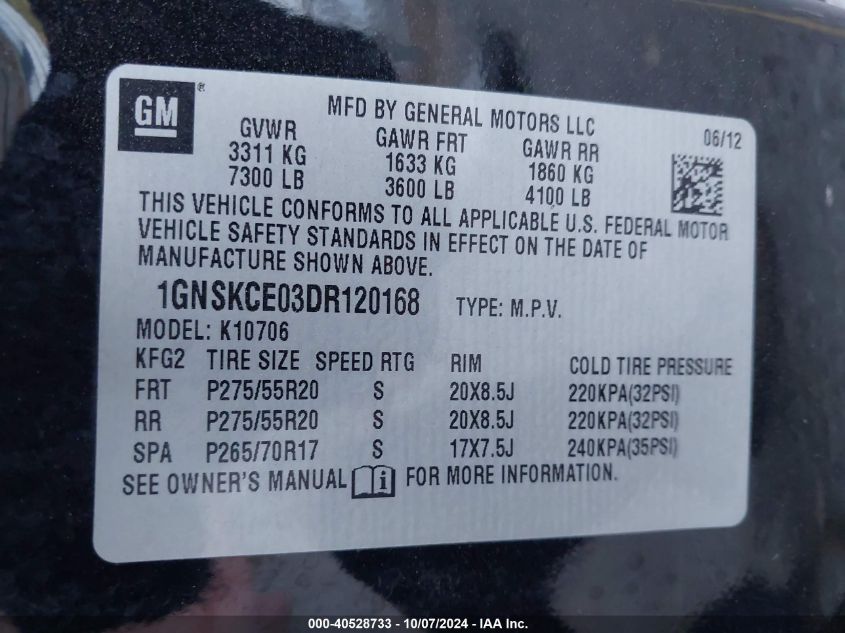 GM ®
MFD BY GENERAL MOTORS LLC
06/12
GVWR GAWR FRT GAWR RR
3311 KG 1633 KG 1860 KG
7300 LB 3600 LB 4100 LB
THIS VEHICLE CONFORMS TO ALL APPLICABLE U.S. FEDERAL MOTOR
VEHICLE SAFETY STANDARDS IN EFFECT ON THE DATE OF
MANUFACTURE SHOWN ABOVE.
1GNSKCE03DR120168 TYPE: M.P.V.
MODEL: K10706
KFG2 TIRE SIZE SPEED RTG RIM COLD TIRE PRESSURE
FRT P275/55R20 S 20X8.5J 220KPA(32PSI)
RR P275/55R20 S 20X8.5J 220KPA(32PSI)
SPA P265/70R17 S 17X7.5J 240KPA(35PSI)
SEE OWNER'S MANUAL i FOR MORE INFORMATION.
000-40528733 - 10/07/2024 - IAA Inc.